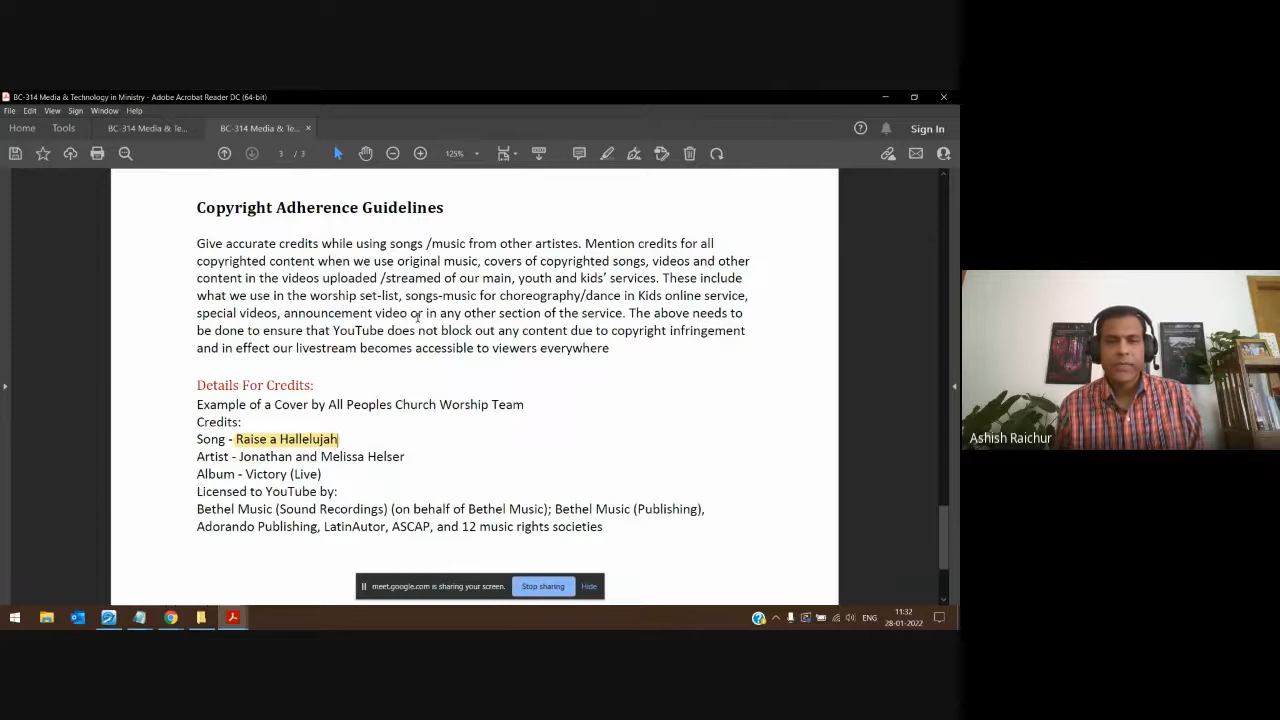 BC-314 Media & Technology in Ministry - Adobe Acrobat Reader DC (64-bit)
File Edit View Sign Window Help
Home Tools BC-314 Media & Te... BC-314 Media & Te... × Sign In
3 / 3 125%
Copyright Adherence Guidelines
Give accurate credits while using songs /music from other artistes. Mention credits for all
copyrighted content when we use original music, covers of copyrighted songs, videos and other
content in the videos uploaded /streamed of our main, youth and kids’ services. These include
what we use in the worship set-list, songs-music for choreography/dance in Kids online service,
special videos, announcement video or in any other section of the service. The above needs to
be done to ensure that YouTube does not block out any content due to copyright infringement
and in effect our livestream becomes accessible to viewers everywhere
Details For Credits:
Example of a Cover by All Peoples Church Worship Team
Credits:
Song - Raise a Hallelujah
Artist - Jonathan and Melissa Helser
Album - Victory (Live)
Licensed to YouTube by:
Bethel Music (Sound Recordings) (on behalf of Bethel Music); Bethel Music (Publishing),
Adorando Publishing, LatinAutor, ASCAP, and 12 music rights societies
meet.google.com is sharing your screen. Stop sharing Hide
ENG
11:32
28-01-2022
Ashish Raichur